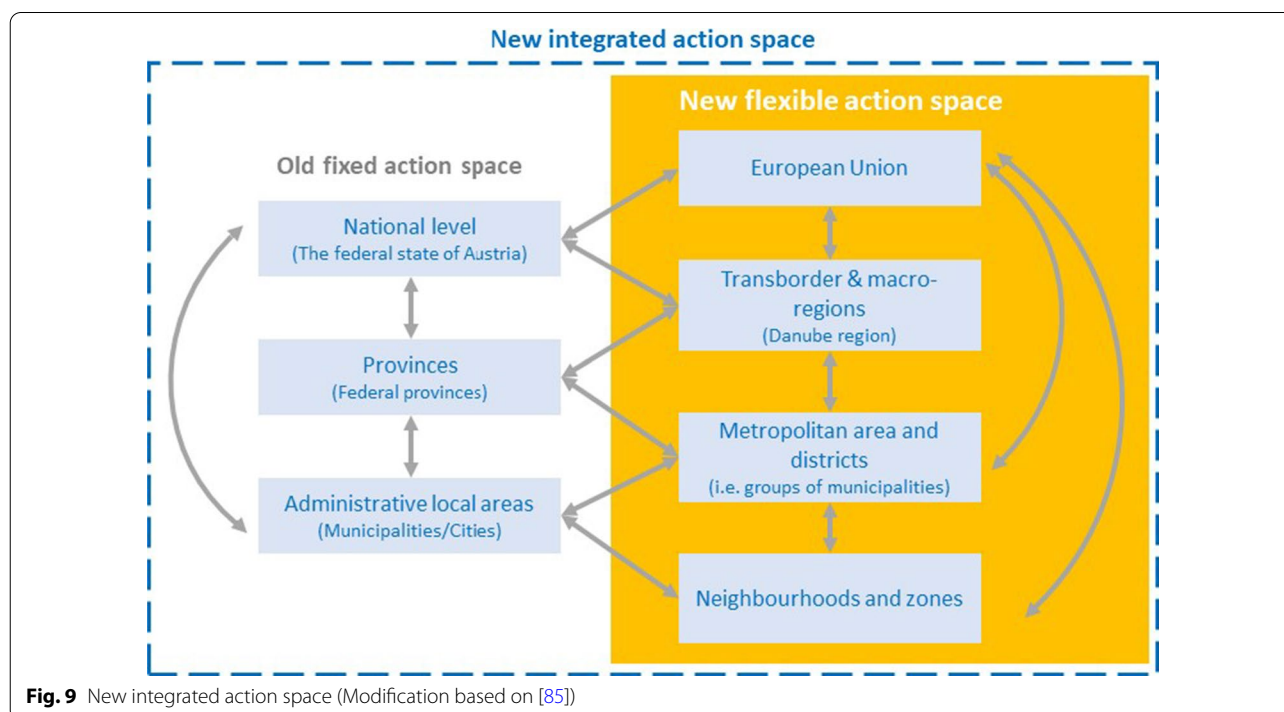 New integrated action space
New flexible action space
Old fixed action space
European Union
National level
(The federal state of Austria)
Transborder & macro-
regions
(Danube region)
Provinces
(Federal provinces)
Metropolitan area and
districts
(i.e. groups of municipalities)
Administrative local areas
(Municipalities/Cities)
Neighbourhoods and zones
Fig. 9 New integrated action space (Modification based on [85])